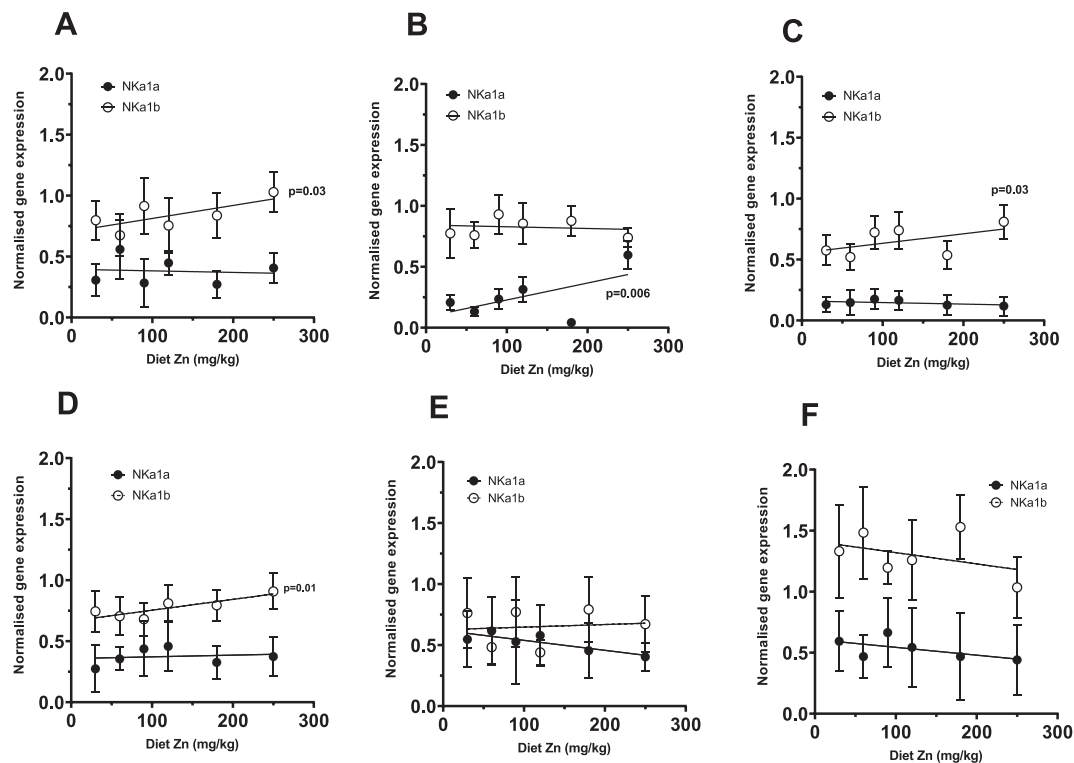 A
B
C
NKa1a
NKa1b
p=0.03
Normalised gene expression
2.0
1.5
1.0
0.5
0.0
0
100
200
300
Diet Zn (mg/kg)
NKa1a
NKa1b
p=0.006
Normalised gene expression
2.0
1.5
1.0
0.5
0.0
0
100
200
300
Diet Zn (mg/kg)
NKa1a
NKa1b
p=0.03
Normalised gene expression
2.0
1.5
1.0
0.5
0.0
0
100
200
300
Diet Zn (mg/kg)
D
E
F
NKa1a
NKa1b
p=0.01
Normalised gene expression
2.0
1.5
1.0
0.5
0.0
0
100
200
300
Diet Zn (mg/kg)
NKa1a
NKa1b
Normalised gene expression
2.0
1.5
1.0
0.5
0.0
0
100
200
300
Diet Zn (mg/kg)
NKa1a
NKa1b
Normalised gene expression
2.0
1.5
1.0
0.5
0.0
0
100
200
300
Diet Zn (mg/kg)